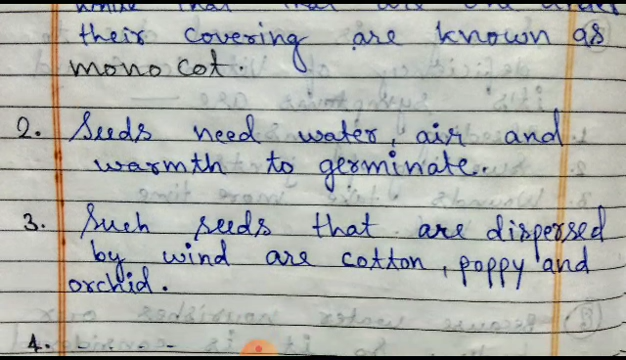 their covering are known as
mono cot.
2. Seeds need water, air and
warmth to germinate.
3. Such seeds that are dispersed
by wind are cotton, poppy and
orchid.
4.